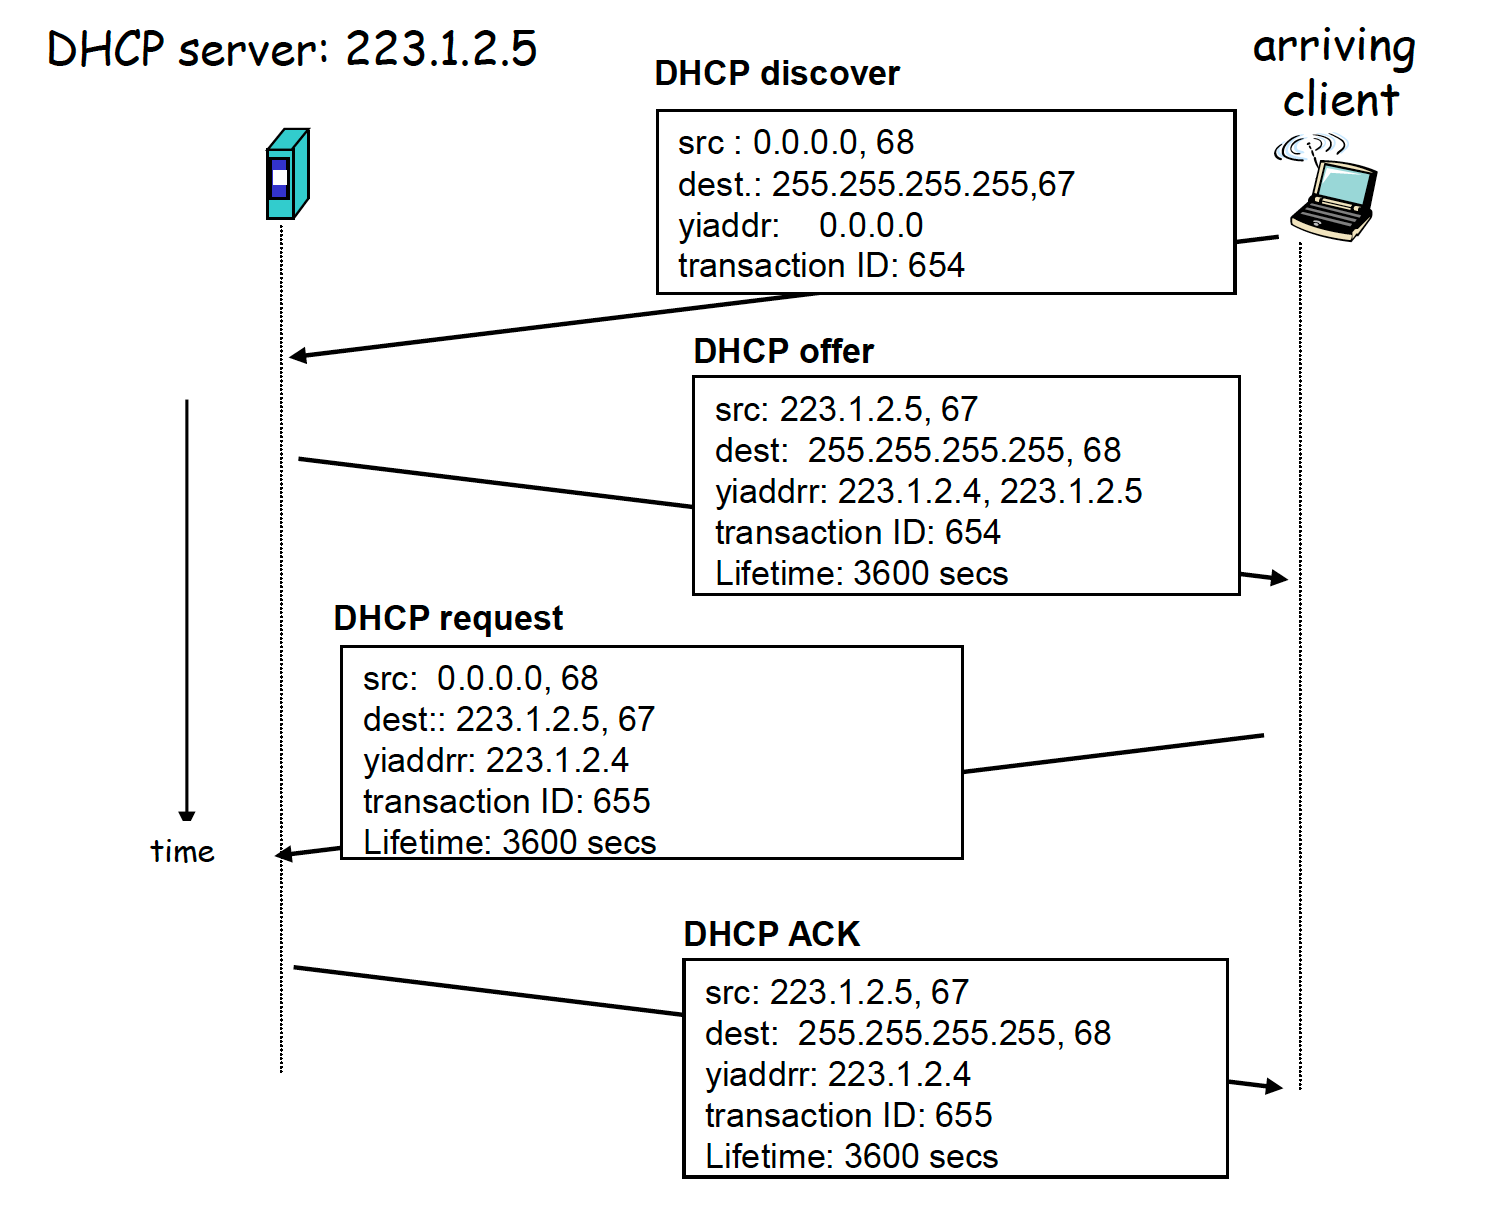 DHCP server: 223.1.2.5
arriving
client
DHCP discover
src : 0.0.0.0, 68
dest.: 255.255.255.255,67
yiaddr: 0.0.0.0
transaction ID: 654
DHCP offer
src: 223.1.2.5, 67
dest: 255.255.255.255, 68
yiaddrr: 223.1.2.4, 223.1.2.5
transaction ID: 654
Lifetime: 3600 secs
DHCP request
src: 0.0.0.0, 68
dest:: 223.1.2.5, 67
yiaddrr: 223.1.2.4
transaction ID: 655
Lifetime: 3600 secs
time
DHCP ACK
src: 223.1.2.5, 67
dest: 255.255.255.255, 68
yiaddrr: 223.1.2.4
transaction ID: 655
Lifetime: 3600 secs